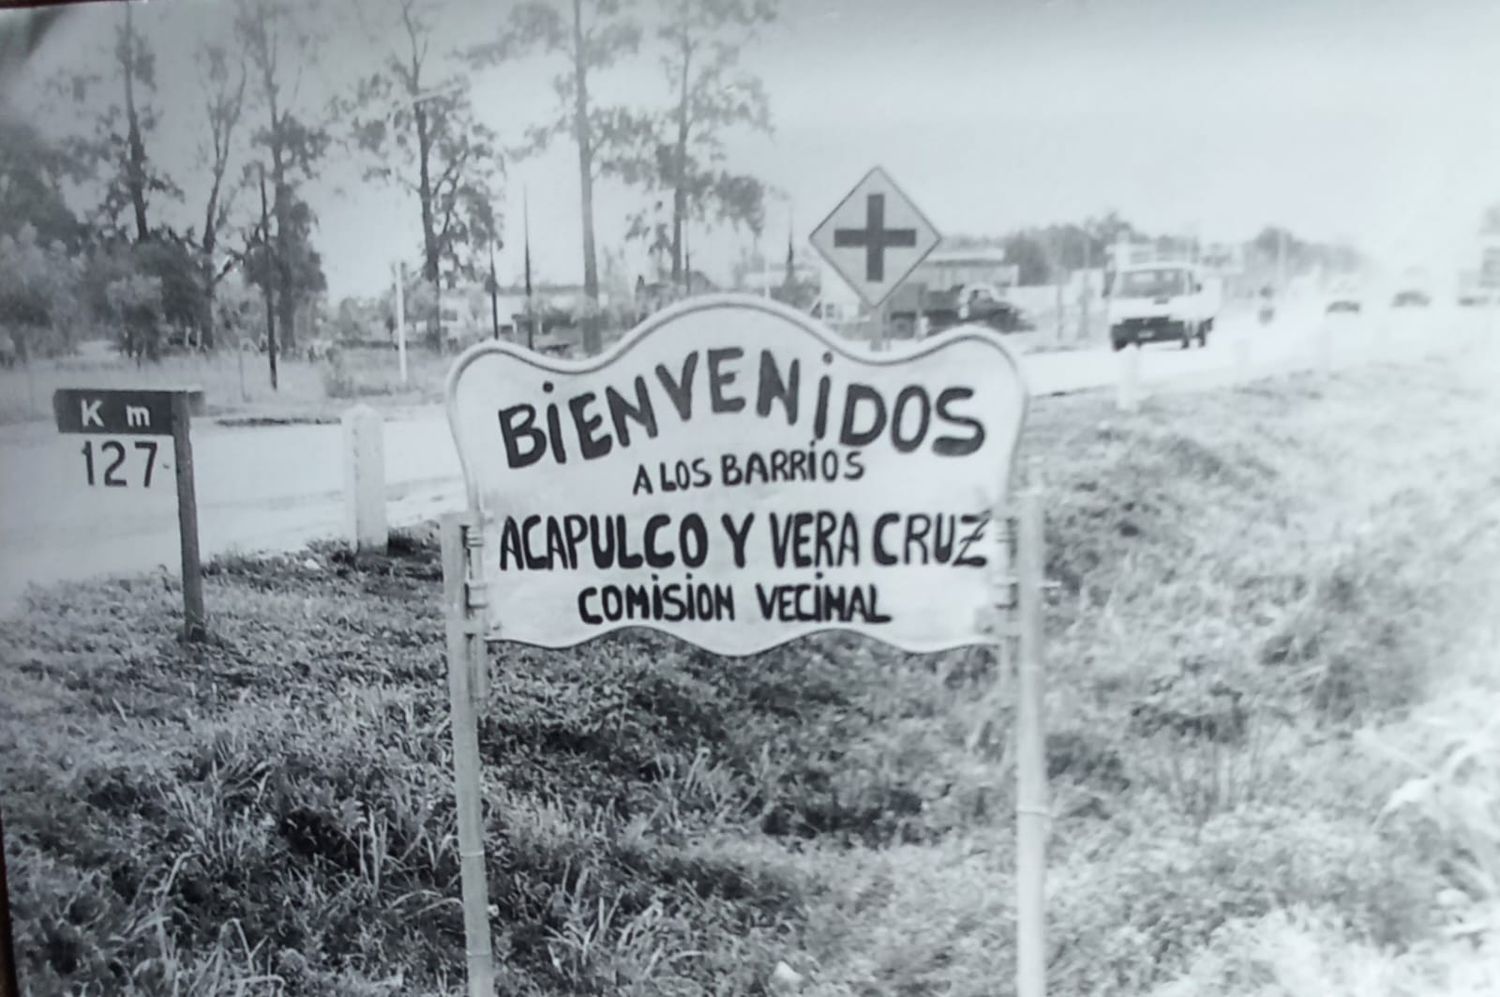 Km
127
BiENVENiDOS
A LOS BARRiOS
ACAPULCO Y VERA CRUZ
COMiSiON VECiNAL